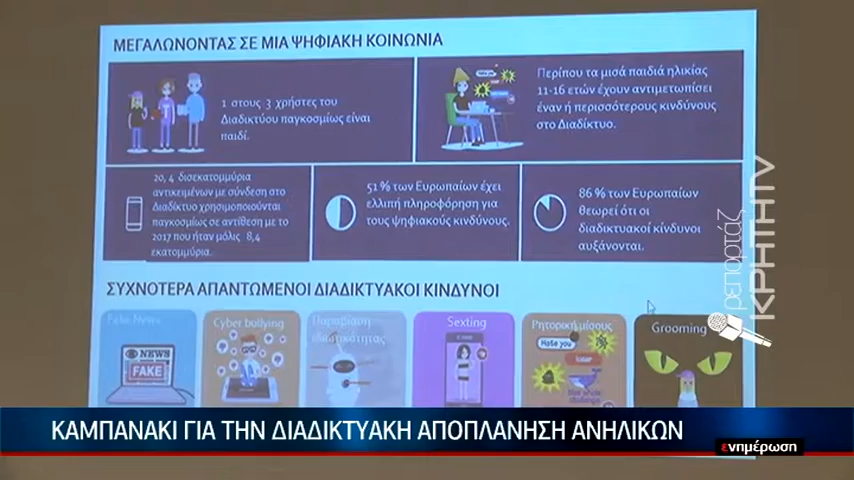 ΜΕΓΑΛΩΝΟΝΤΑΣ ΣΕ ΜΙΑ ΨΗΦΙΑΚΗ ΚΟΙΝΩΝΙΑ
1 στους 3 χρήστες του
Διαδικτύου παγκοσμίως είναι
παιδί.
Περίπου τα μισά παιδιά ηλικίας
11-16 ετών έχουν αντιμετωπίσει
έναν ή περισσότερους κινδύνους
στο Διαδίκτυο.
20, 4 δισεκατομμύρια
αντικειμένων με σύνδεση στο
Διαδίκτυο χρησιμοποιούνται
παγκοσμίως σε αντίθεση με το
2017 που ήταν μόλις 8,4
εκατομμύρια.
51 % των Ευρωπαίων έχει
ελλιπή πληροφόρηση για
τους ψηφιακούς κινδύνους.
86 % των Ευρωπαίων
θεωρεί ότι οι
διαδικτυακοί κίνδυνοι
αυξάνονται.
ΣΥΧΝΟΤΕΡΑ ΑΠΑΝΤΩΜΕΝΟΙ ΔΙΑΔΙΚΤΥΑΚΟΙ ΚΙΝΔΥΝΟΙ
Fake News
Cyber bullying
Παραβίαση
ιδιωτικότητας
Sexting
Ρητορική μίσους
Grooming
NEWS
FAKE
Hate you
ρεπορτάζ
ΚΡΗΤΗTV
ΚΑΜΠΑΝΑΚΙ ΓΙΑ ΤΗΝ ΔΙΑΔΙΚΤΥΑΚΗ ΑΠΟΠΛΑΝΗΣΗ ΑΝΗΛΙΚΩΝ
ενημέρωση